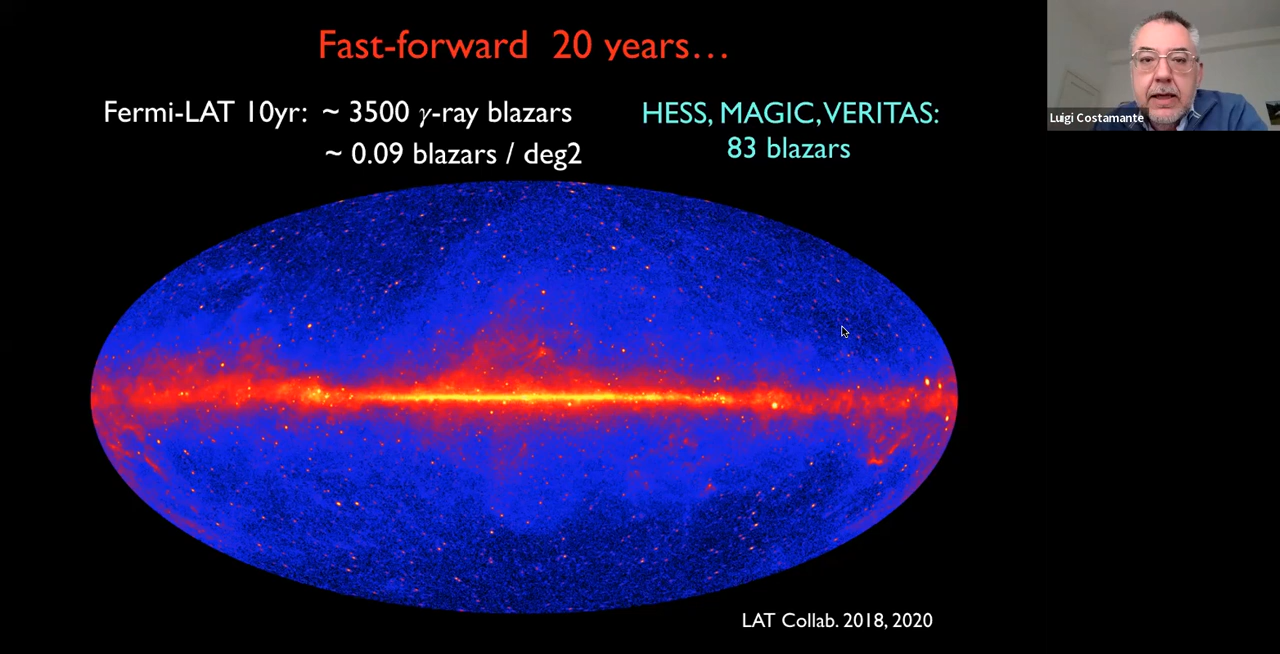 Fast-forward 20 years…
Fermi-LAT 10yr: ~ 3500 γ-ray blazars
~ 0.09 blazars / deg2
HESS, MAGIC,VERITAS:
83 blazars
Luigi Costamante
LAT Collab. 2018, 2020